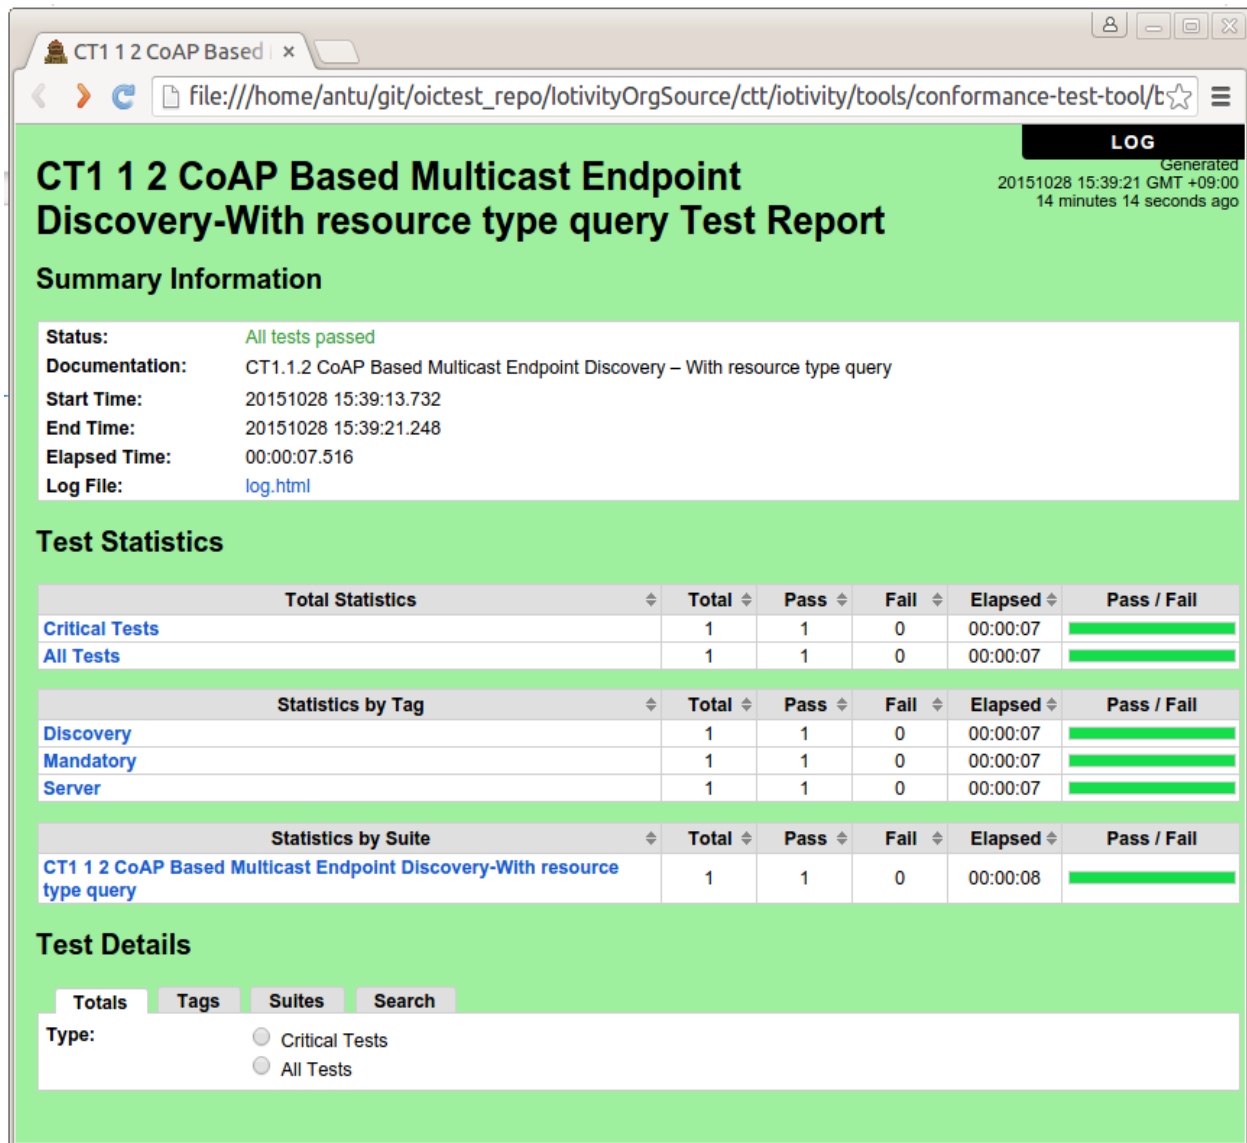 CT1 1 2 CoAP Based
file:///home/antu/git/oictest_repo/IotivityOrgSource/ctt/iotivity/tools/conformance-test-tool/b
LOG
Generated
20151028 15:39:21 GMT +09:00
14 minutes 14 seconds ago
CT1 1 2 CoAP Based Multicast Endpoint
Discovery-With resource type query Test Report
Summary Information
Status: All tests passed
Documentation: CT1.1.2 CoAP Based Multicast Endpoint Discovery – With resource type query
Start Time: 20151028 15:39:13.732
End Time: 20151028 15:39:21.248
Elapsed Time: 00:00:07.516
Log File: log.html
Test Statistics
Total Statistics Total Pass Fail Elapsed Pass / Fail
Critical Tests 1 1 0 00:00:07
All Tests 1 1 0 00:00:07
Statistics by Tag Total Pass Fail Elapsed Pass / Fail
Discovery 1 1 0 00:00:07
Mandatory 1 1 0 00:00:07
Server 1 1 0 00:00:07
Statistics by Suite Total Pass Fail Elapsed Pass / Fail
CT1 1 2 CoAP Based Multicast Endpoint Discovery-With resource
type query 1 1 0 00:00:08
Test Details
Totals Tags Suites Search
Type: Critical Tests
All Tests